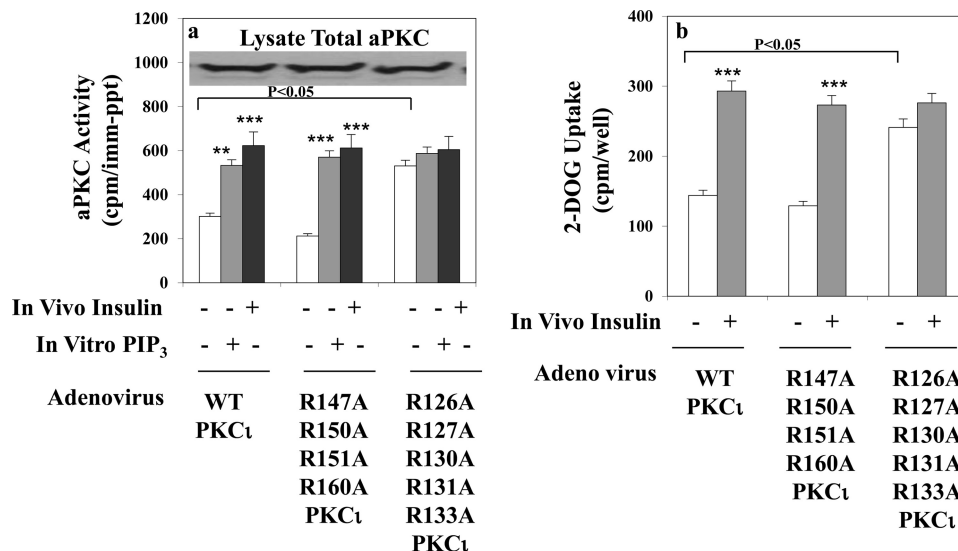 a
Lysate Total aPKC
1200
1000
800
600
400
200
0
aPKC Activity
(cpm/imm-ppt)
P<0.05
**
***
***
***
In Vivo Insulin - - + - - + - - +
In Vitro PIP3 - + - - + - - + -
Adenovirus
WT
PKCι
R147A
R150A
R151A
R160A
PKCι
R126A
R127A
R130A
R131A
R133A
PKCι
b
400
300
200
100
0
2-DOG Uptake
(cpm/well)
P<0.05
***
***
In Vivo Insulin - + - + - +
Adeno virus
WT
PKCι
R147A
R150A
R151A
R160A
PKCι
R126A
R127A
R130A
R131A
R133A
PKCι